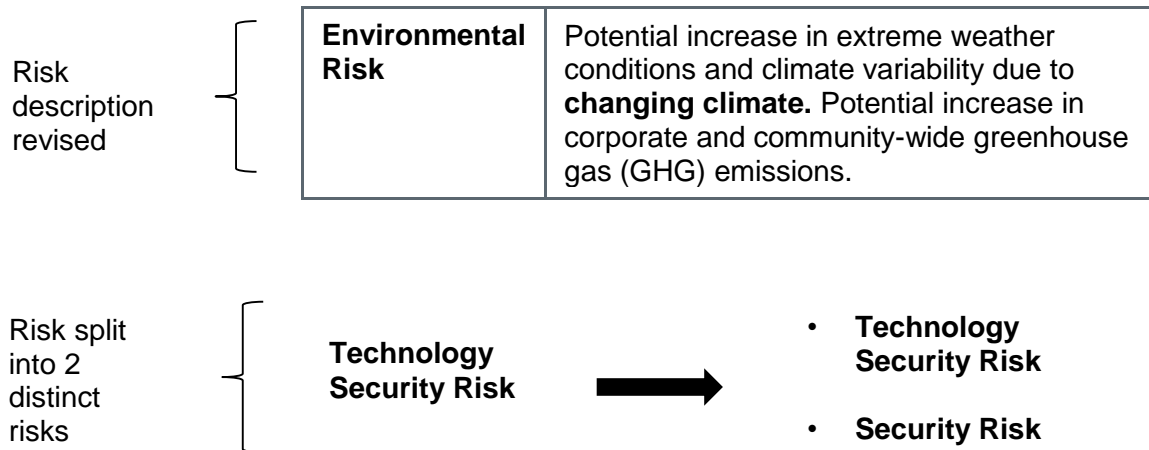 Risk
description
revised
Environmental
Risk
Potential increase in extreme weather
conditions and climate variability due to
changing climate. Potential increase in
corporate and community-wide greenhouse
gas (GHG) emissions.
Risk split
into 2
distinct
risks
Technology
Security Risk
• Technology
Security Risk
• Security Risk